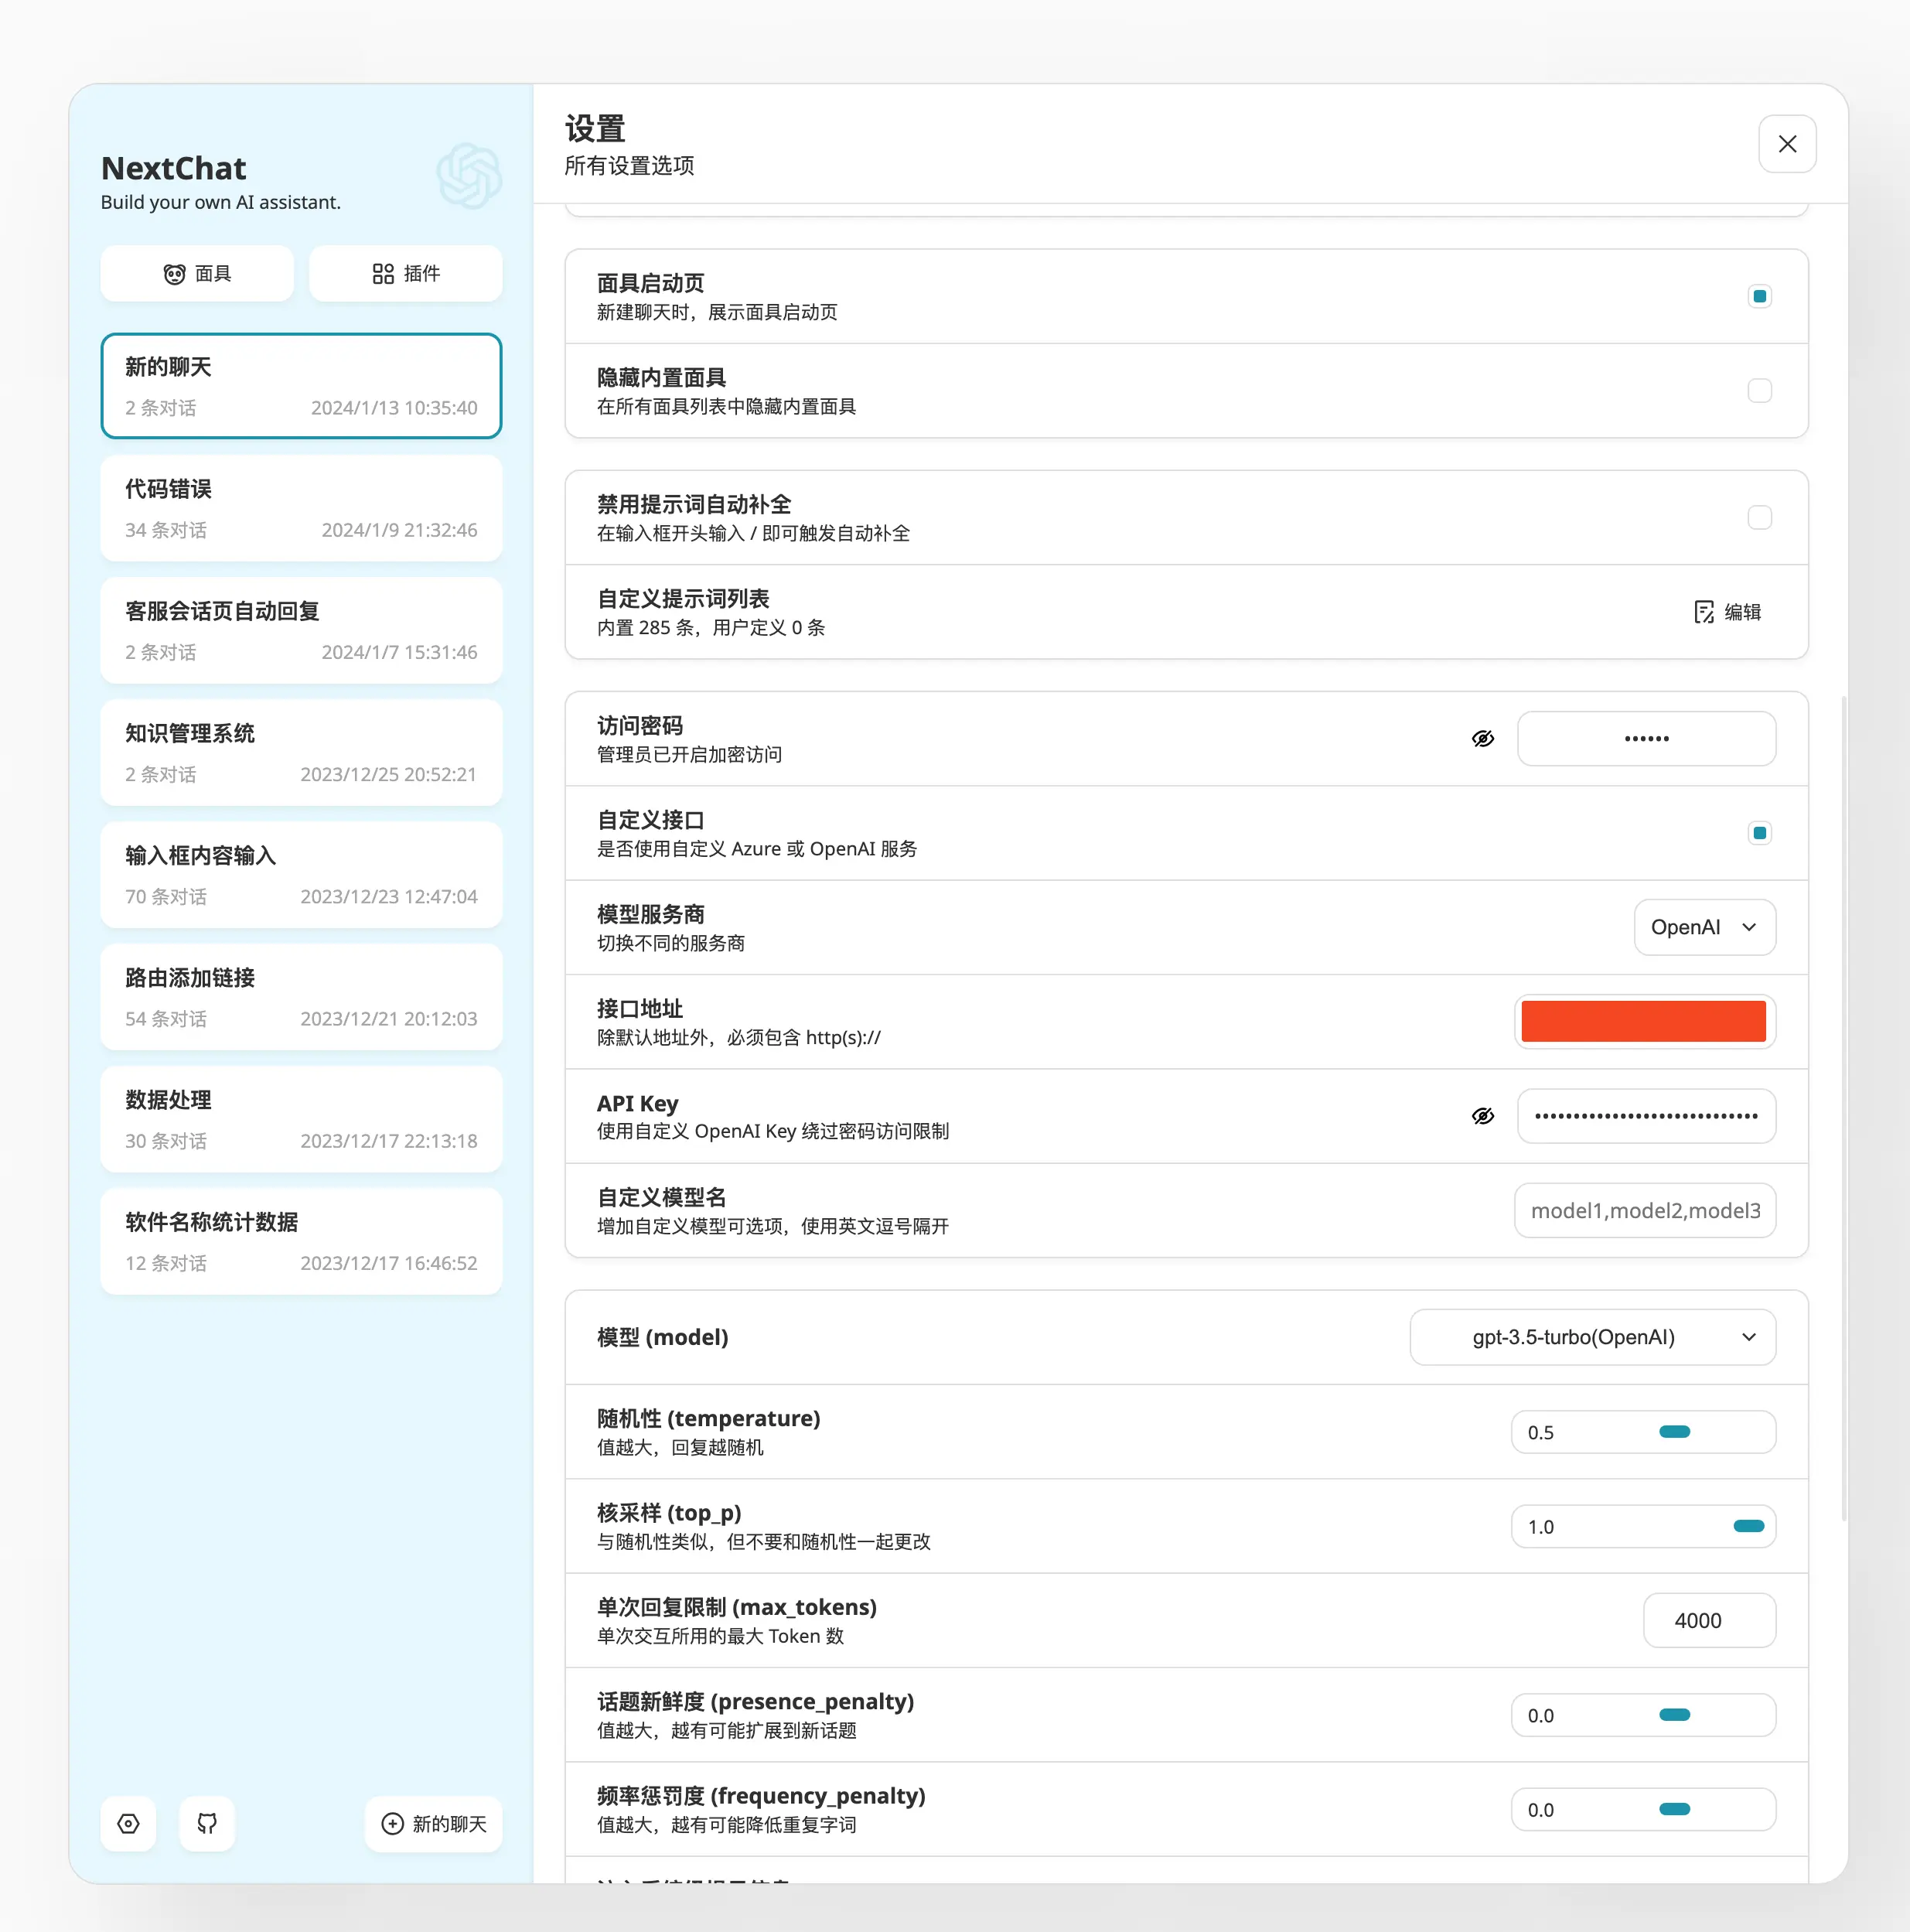 NextChat
Build your own AI assistant.
面具
插件
新的聊天
2 条对话
2024/1/13 10:35:40
代码错误
34 条对话
2024/1/9 21:32:46
客服会话页自动回复
2 条对话
2024/1/7 15:31:46
知识管理系统
2 条对话
2023/12/25 20:52:21
输入框内容输入
70 条对话
2023/12/23 12:47:04
路由添加链接
54 条对话
2023/12/21 20:12:03
数据处理
30 条对话
2023/12/17 22:13:18
软件名称统计数据
12 条对话
2023/12/17 16:46:52
新的聊天
设置
所有设置选项
面具启动页
新建聊天时，展示面具启动页
隐藏内置面具
在所有面具列表中隐藏内置面具
禁用提示词自动补全
在输入框开头输入 / 即可触发自动补全
自定义提示词列表
内置 285 条，用户定义 0 条
编辑
访问密码
管理员已开启加密访问
自定义接口
是否使用自定义 Azure 或 OpenAI 服务
模型服务商
切换不同的服务商
OpenAI
接口地址
除默认地址外，必须包含 http(s)://
API Key
使用自定义 OpenAI Key 绕过密码访问限制
自定义模型名
增加自定义模型可选项，使用英文逗号隔开
model1,model2,model3
模型 (model)
gpt-3.5-turbo(OpenAI)
随机性 (temperature)
值越大，回复越随机
0.5
核采样 (top_p)
与随机性类似，但不要和随机性一起更改
1.0
单次回复限制 (max_tokens)
单次交互所用的最大 Token 数
4000
话题新鲜度 (presence_penalty)
值越大，越有可能扩展到新话题
0.0
频率惩罚度 (frequency_penalty)
值越大，越有可能降低重复字词
0.0